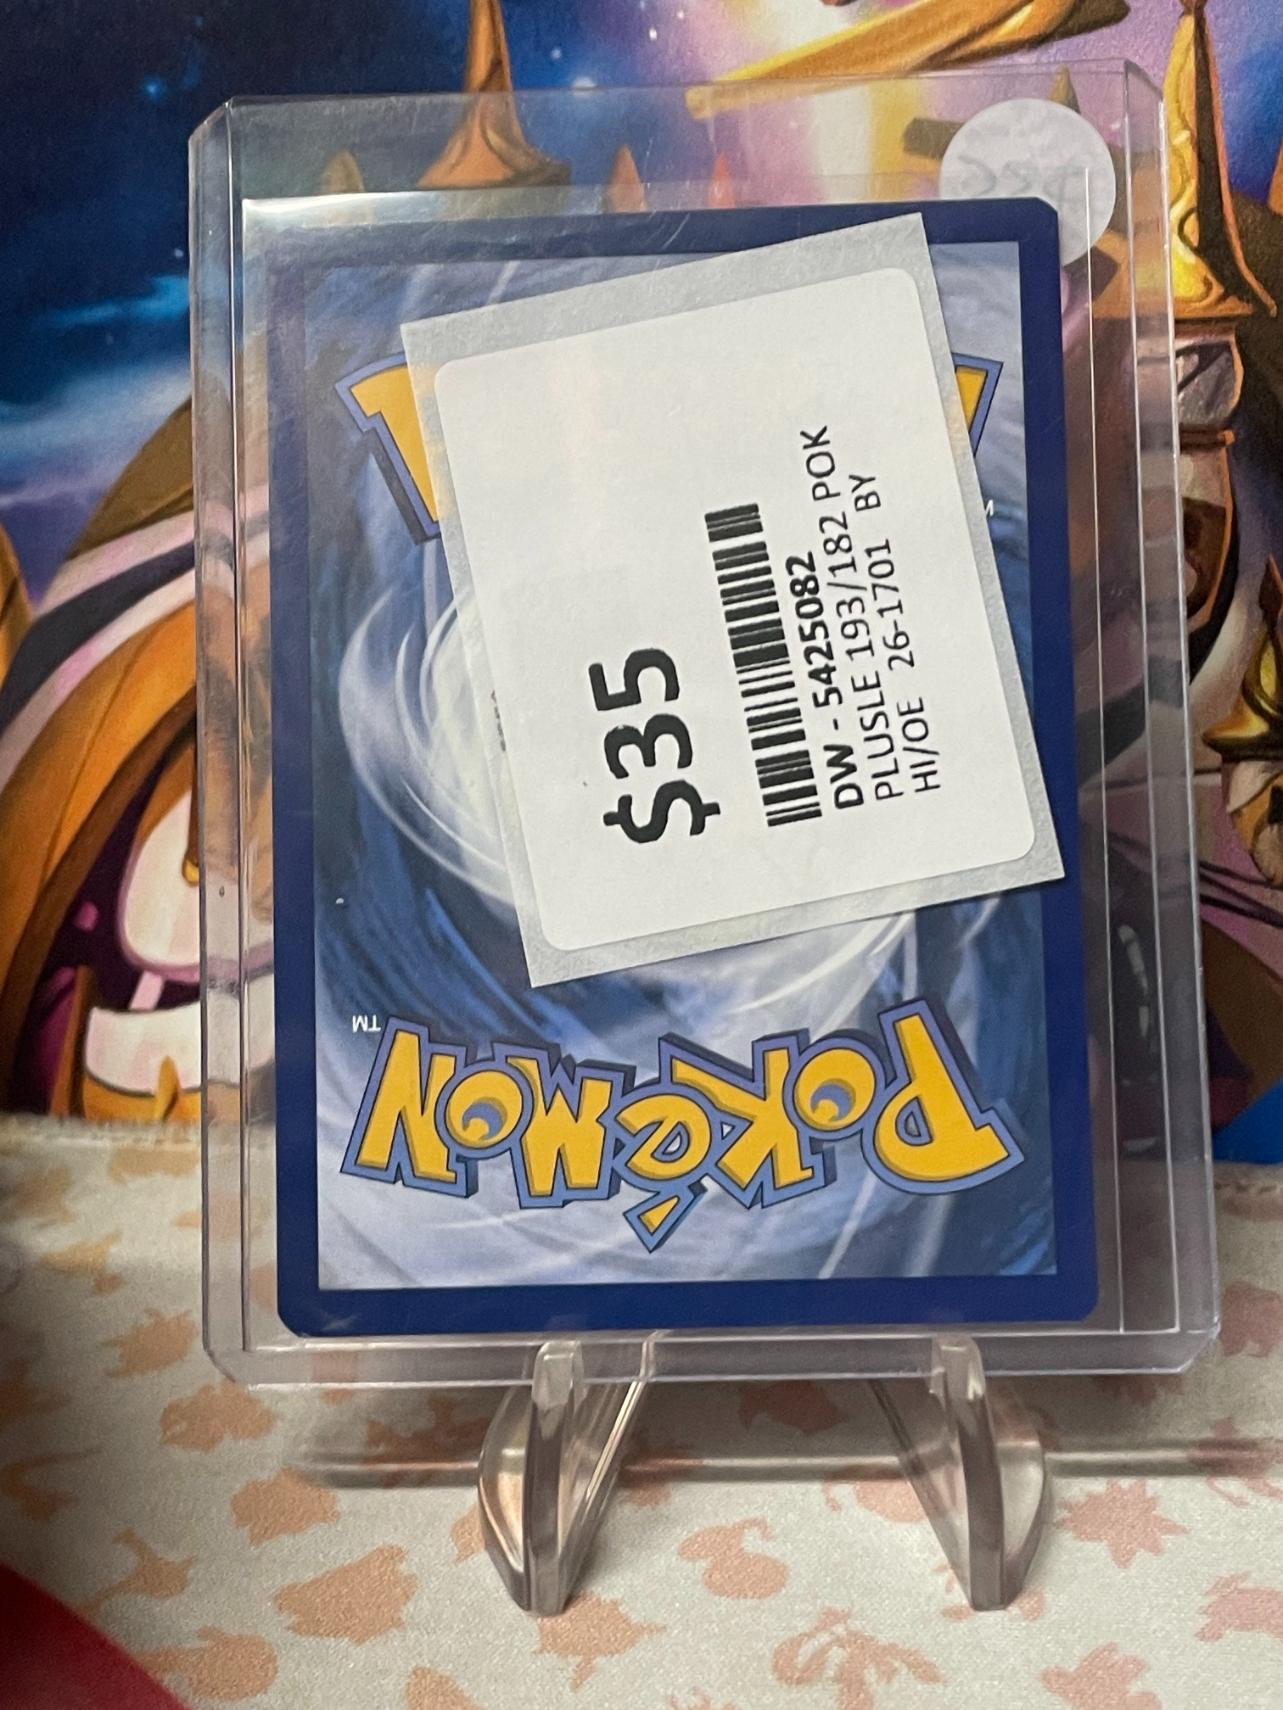 $35
DW - 5425082
PLUSLE 193/182 POK
HI/OE 26-1701 BY
POKéMON
TM